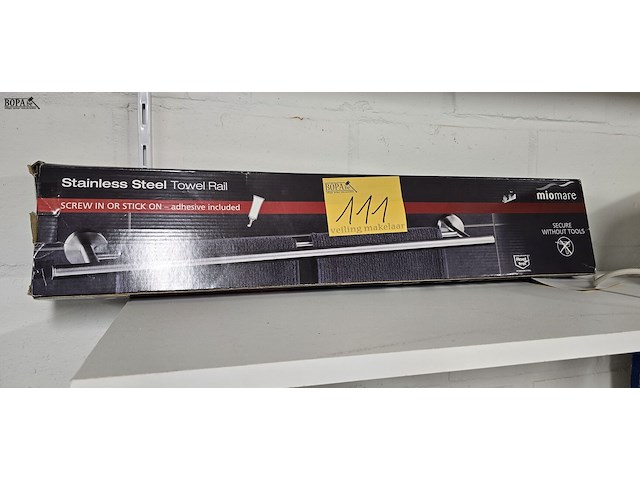 BOPA
Stainless Steel Towel Rail
SCREW IN OR STICK ON – adhesive included
BOPA
111
veiling makelaar
miomare
SECURE
WITHOUT TOOLS